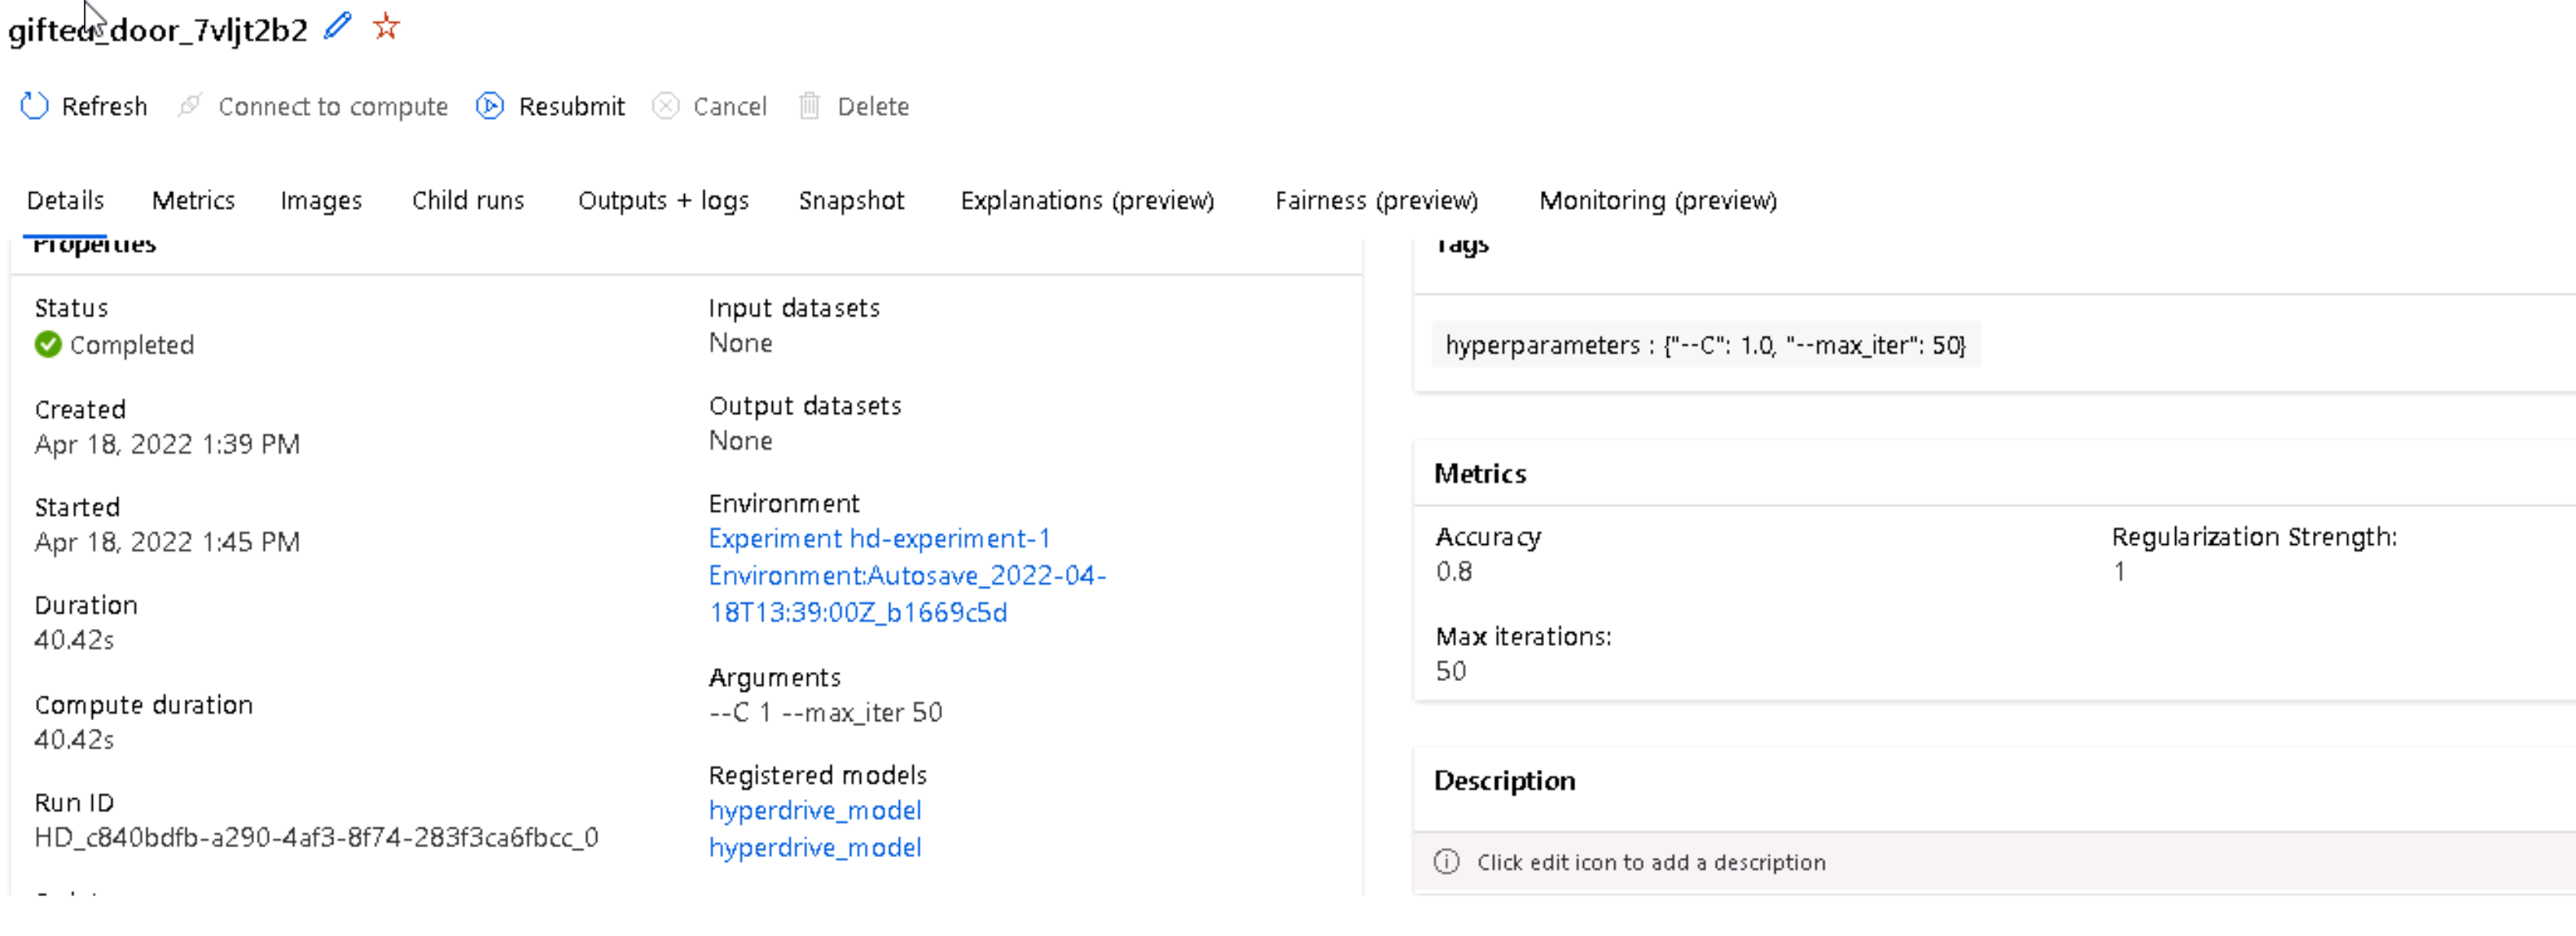 gifted_door_7vljt2b2
Refresh Connect to compute Resubmit Cancel Delete
Details Metrics Images Child runs Outputs + logs Snapshot Explanations (preview) Fairness (preview) Monitoring (preview)
Properties
Status
Completed
Created
Apr 18, 2022 1:39 PM
Started
Apr 18, 2022 1:45 PM
Duration
40.42s
Compute duration
40.42s
Run ID
HD_c840bdfb-a290-4af3-8f74-283f3ca6fbcc_0
Input datasets
None
Output datasets
None
Environment
Experiment hd-experiment-1
Environment:Autosave_2022-04-
18T13:39:00Z_b1669c5d
Arguments
--C 1 --max_iter 50
Registered models
hyperdrive_model
hyperdrive_model
Tags
hyperparameters : {"--C": 1.0, "--max_iter": 50}
Metrics
Accuracy
0.8
Regularization Strength:
1
Max iterations:
50
Description
Click edit icon to add a description